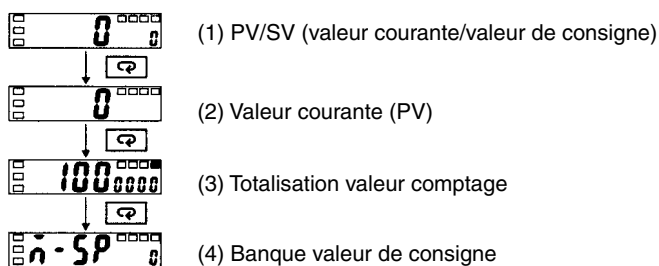 0 0 (1) PV/SV (valeur courante/valeur de consigne)
0 (2) Valeur courante (PV)
100 0000 (3) Totalisation valeur comptage
ñ-SP 0 (4) Banque valeur de consigne